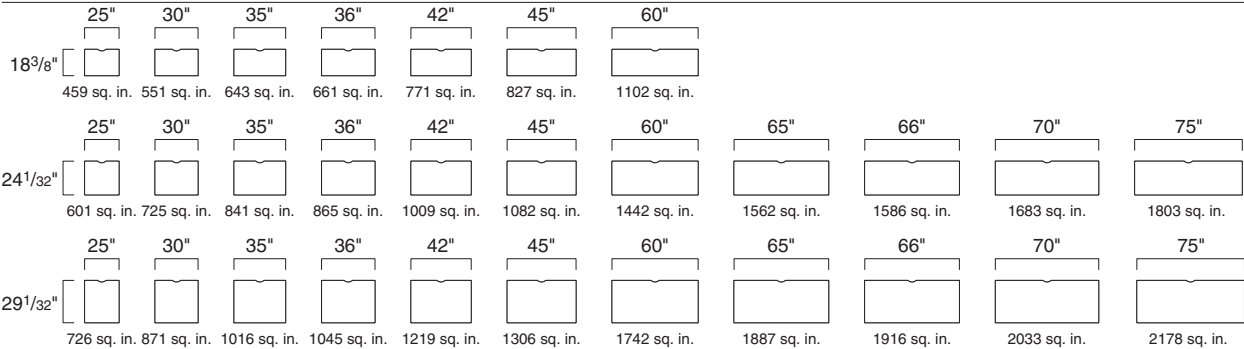 25" 30" 35" 36" 42" 45" 60"
18 3/8"
459 sq. in. 551 sq. in. 643 sq. in. 661 sq. in. 771 sq. in. 827 sq. in. 1102 sq. in.
25" 30" 35" 36" 42" 45" 60" 65" 66" 70" 75"
24 1/32"
601 sq. in. 725 sq. in. 841 sq. in. 865 sq. in. 1009 sq. in. 1082 sq. in. 1442 sq. in. 1562 sq. in. 1586 sq. in. 1683 sq. in. 1803 sq. in.
25" 30" 35" 36" 42" 45" 60" 65" 66" 70" 75"
29 1/32"
726 sq. in. 871 sq. in. 1016 sq. in. 1045 sq. in. 1219 sq. in. 1306 sq. in. 1742 sq. in. 1887 sq. in. 1916 sq. in. 2033 sq. in. 2178 sq. in.